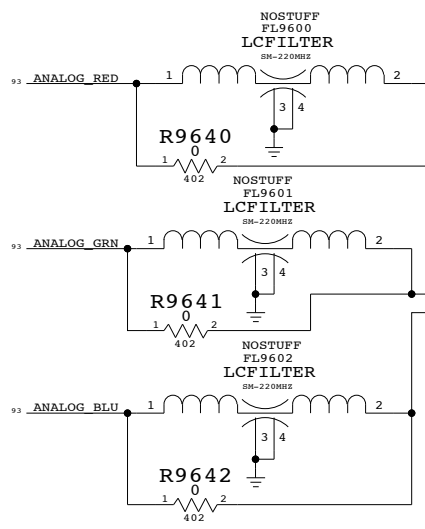 NOSTUFF
FL9600
LCFILTER
SM-220MHZ
93 ANALOG_RED 1 2
3 4
R9640
0
1 2
402
NOSTUFF
FL9601
LCFILTER
SM-220MHZ
93 ANALOG_GRN 1 2
3 4
R9641
0
1 2
402
NOSTUFF
FL9602
LCFILTER
SM-220MHZ
93 ANALOG_BLU 1 2
3 4
R9642
0
1 2
402